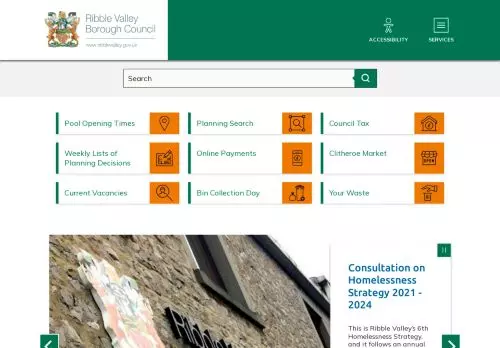 Ribble Valley
Borough Council
www.ribblevalley.gov.uk
ACCESSIBILITY
SERVICES
Search
Pool Opening Times
Planning Search
Council Tax
Weekly Lists of
Planning Decisions
Online Payments
Clitheroe Market
OPEN
Current Vacancies
Bin Collection Day
Your Waste
Consultation on
Homelessness
Strategy 2021 -
2024
This is Ribble Valley's 6th
Homelessness Strategy,
and it follows an annual